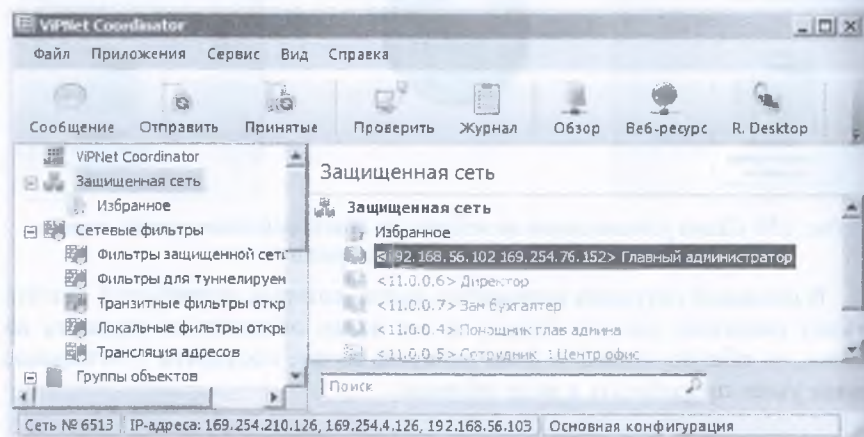 ViPNet Coordinator
Файл Приложения Сервис Вид Справка
Сообщение Отправить Принятые Проверить Журнал Обзор Веб-ресурс R. Desktop
ViPNet Coordinator
Защищенная сеть
Избранное
Сетевые фильтры
Фильтры защищенной сети
Фильтры для туннелируем
Транзитные фильтры откр
Локальные фильтры откры
Трансляция адресов
Группы объектов
Защищенная сеть
Защищенная сеть
Избранное
<192.168.56.102 169.254.76.152> Главный администратор
<11.0.0.6> Директор
<11.0.0.7> Зам бухгалтер
<11.0.0.4> Помощник глав админа
<11.0.0.5> Сотрудник Центр офис
Поиск
Сеть № 6513 IP-адреса: 169.254.210.126, 169.254.4.126, 192.168.56.103 Основная конфигурация